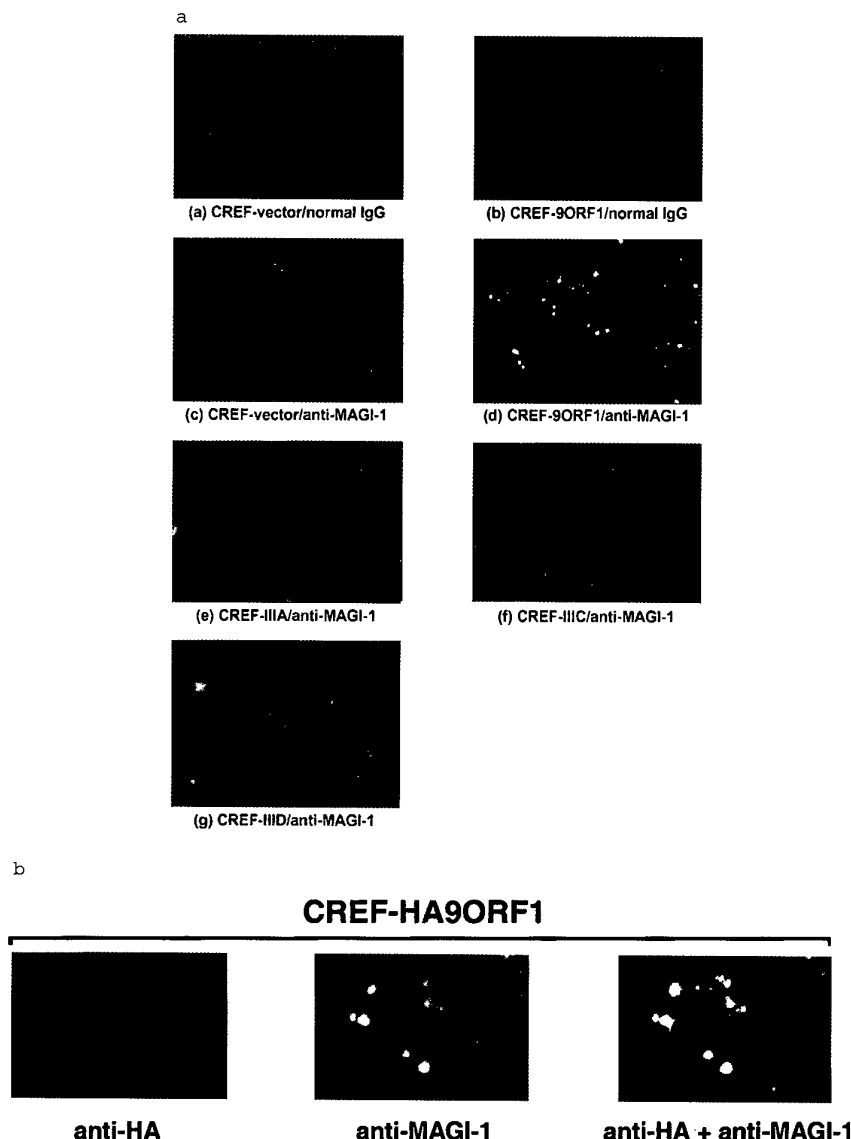 a
(a) CREF-vector/normal IgG
(b) CREF-9ORF1/normal IgG
(c) CREF-vector/anti-MAGI-1
(d) CREF-9ORF1/anti-MAGI-1
(e) CREF-IIIA/anti-MAGI-1
(f) CREF-IIIC/anti-MAGI-1
(g) CREF-IIID/anti-MAGI-1
b
CREF-HA9ORF1
anti-HA
anti-MAGI-1
anti-HA + anti-MAGI-1